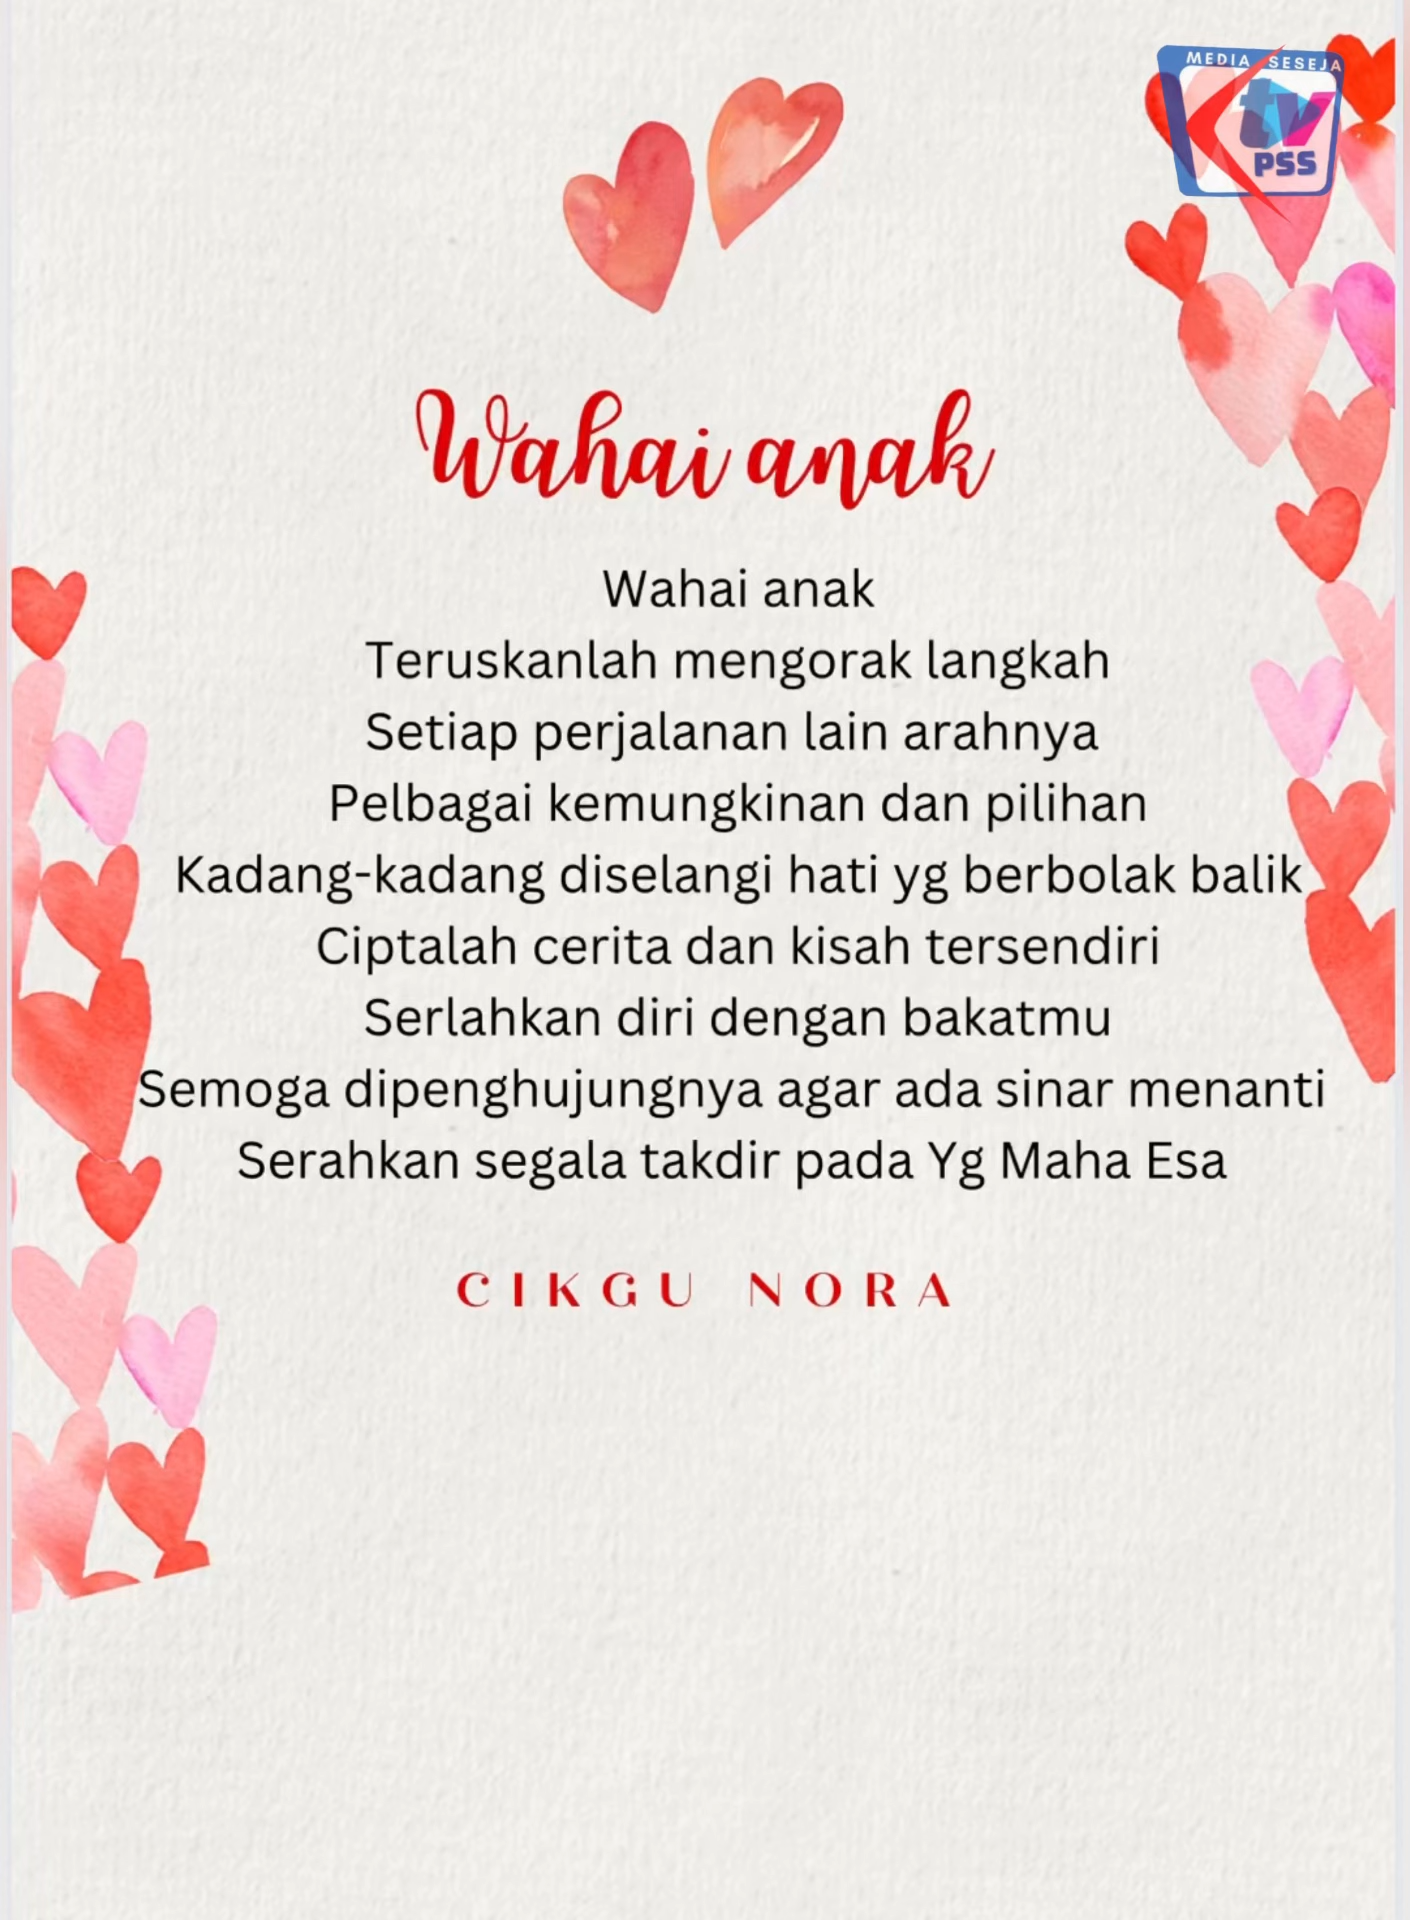 MEDIA SESEJA
tv
PSS
Wahai anak
Wahai anak
Teruskanlah mengorak langkah
Setiap perjalanan lain arahnya
Pelbagai kemungkinan dan pilihan
Kadang-kadang diselangi hati yg berbolak balik
Ciptalah cerita dan kisah tersendiri
Serlahkan diri dengan bakatmu
Semoga dipenghujungnya agar ada sinar menanti
Serahkan segala takdir pada Yg Maha Esa
CIKGU NORA